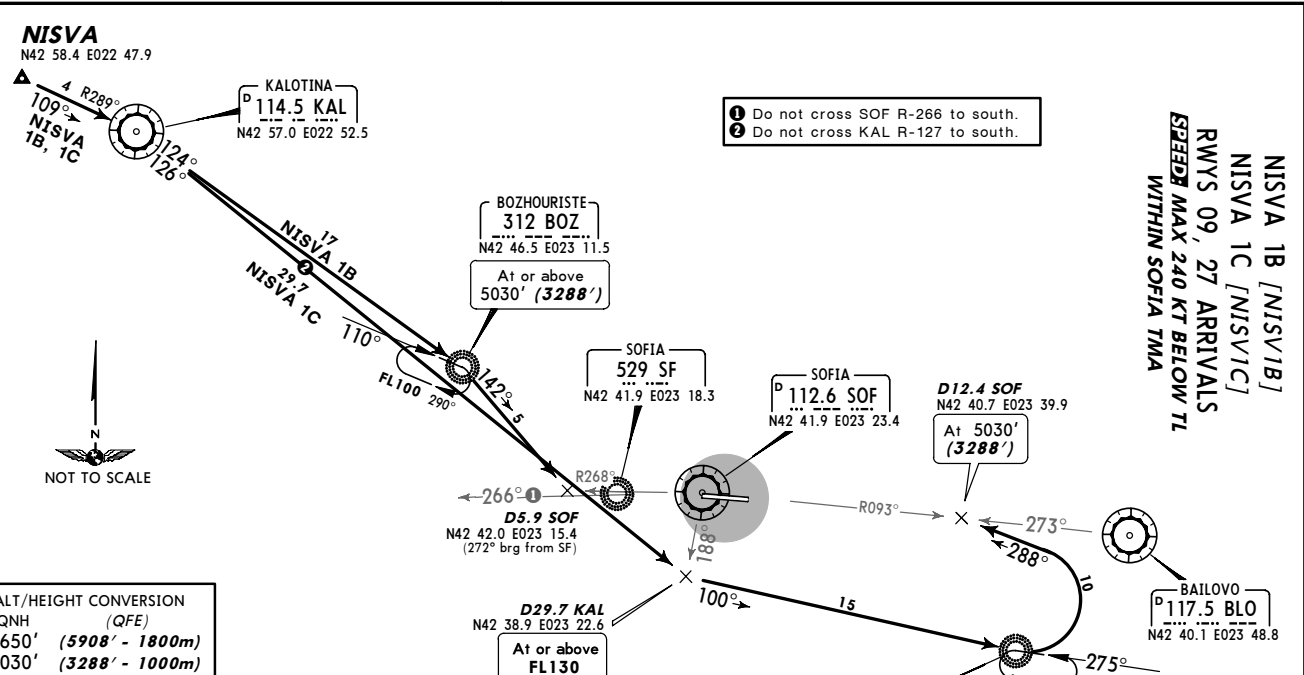 NISVA
N42 58.4 E022 47.9
4 R289°
109°
NISVA
1B, 1C
KALOTINA
D 114.5 KAL
N42 57.0 E022 52.5
124°
126°
❶ Do not cross SOF R-266 to south.
❷ Do not cross KAL R-127 to south.
NISVA 1B [NISV1B]
NISVA 1C [NISV1C]
RWYS 09, 27 ARRIVALS
SPEED: MAX 240 KT BELOW TL
WITHIN SOFIA TMA
17
NISVA 1B
❷
29.7
NISVA 1C
BOZHOURISTE
312 BOZ
N42 46.5 E023 11.5
At or above
5030' (3288')
110°
FL100 290°
142°
5
SOFIA
529 SF
N42 41.9 E023 18.3
SOFIA
D 112.6 SOF
N42 41.9 E023 23.4
D12.4 SOF
N42 40.7 E023 39.9
At 5030'
(3288')
N
NOT TO SCALE
R268°
266° ❶
D5.9 SOF
N42 42.0 E023 15.4
(272° brg from SF)
188°
R093°
273°
288°
10
BAILOVO
D 117.5 BLO
N42 40.1 E023 48.8
100°
15
275°
D29.7 KAL
N42 38.9 E023 22.6
At or above
FL130
ALT/HEIGHT CONVERSION
QNH (QFE)
650' (5908' - 1800m)
030' (3288' - 1000m)